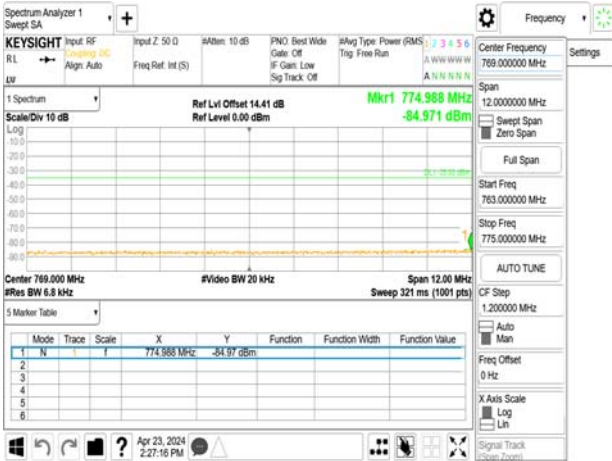 Spectrum Analyzer 1
Swept SA
Frequency
KEYSIGHT
RL
Input: RF
Coupling: DC
Align: Auto
Input Z: 50 Ω
Freq Ref: Int (S)
#Atten: 10 dB
PNO: Best Wide
Gate: Off
IF Gain: Low
Sig Track: Off
#Avg Type: Power (RMS)
Trig: Free Run
1 2 3 4 5 6
A W W W W W
A N N N N N
1 Spectrum
Scale/Div 10 dB
Log
Ref Lvl Offset 14.41 dB
Ref Level 0.00 dBm
Mkr1 774.988 MHz
-84.971 dBm
-10.0
-20.0
-30.0
-40.0
-50.0
-60.0
-70.0
-80.0
-90.0
1
Center 769.000 MHz
#Res BW 6.8 kHz
#Video BW 20 kHz
Span 12.00 MHz
Sweep 321 ms (1001 pts)
5 Marker Table
Mode Trace Scale X Y Function Function Width Function Value
1 N 1 f 774.988 MHz -84.97 dBm
2
3
4
5
6
Apr 23, 2024
2:27:16 PM
Center Frequency
769.000000 MHz
Settings
Span
12.0000000 MHz
Swept Span
Zero Span
Full Span
Start Freq
763.000000 MHz
Stop Freq
775.000000 MHz
AUTO TUNE
CF Step
1.200000 MHz
Auto
Man
Freq Offset
0 Hz
X Axis Scale
Log
Lin
Signal Track
(Span Zoom)